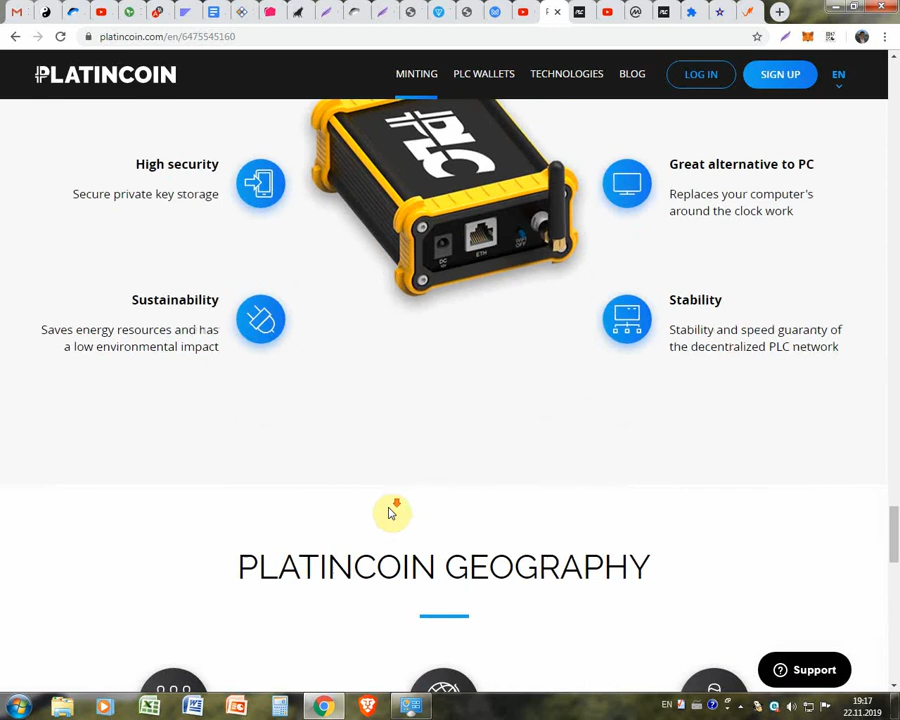 platincoin.com/en/6475545160
PLATINCOIN
MINTING
PLC WALLETS
TECHNOLOGIES
BLOG
LOG IN
SIGN UP
EN
PLC
High security
Secure private key storage
Great alternative to PC
Replaces your computer's
around the clock work
DC
ETH
OFF
Sustainability
Saves energy resources and has
a low environmental impact
Stability
Stability and speed guaranty of
the decentralized PLC network
PLATINCOIN GEOGRAPHY
Support
EN
19:17
22.11.2019